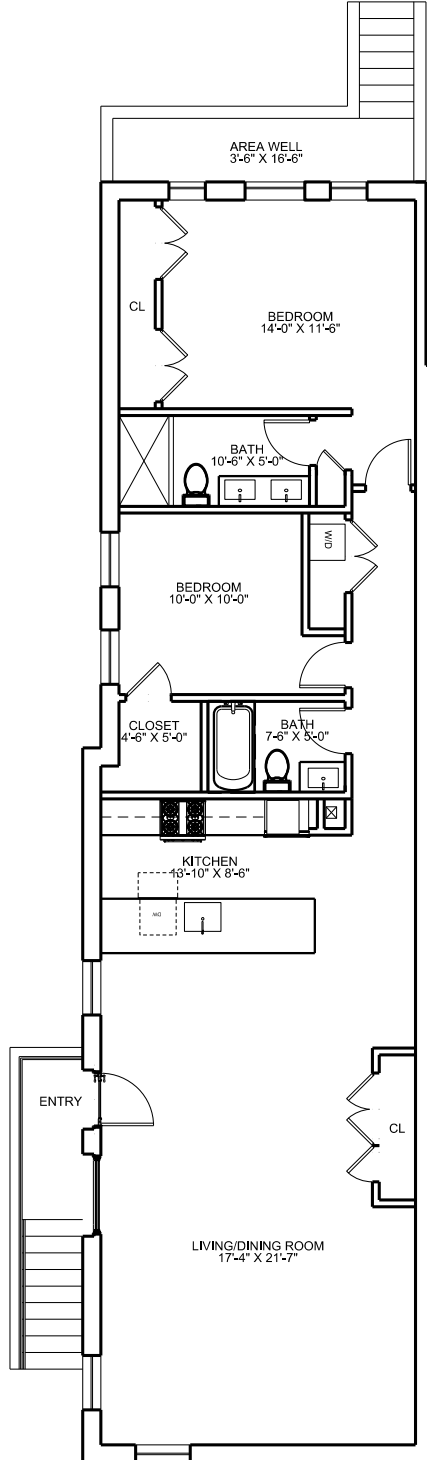 AREA WELL
3'-6" X 16'-6"
CL
BEDROOM
14'-0" X 11'-6"
BATH
10'-6" X 5'-0"
W/D
BEDROOM
10'-0" X 10'-0"
CLOSET
4'-6" X 5'-0"
BATH
7'-6" X 5'-0"
KITCHEN
13'-10" X 8'-6"
DW
ENTRY
CL
LIVING/DINING ROOM
17'-4" X 21'-7"